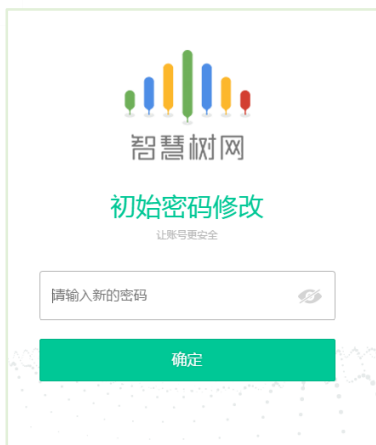 智慧树网
初始密码修改
让账号更安全
请输入新的密码
确定